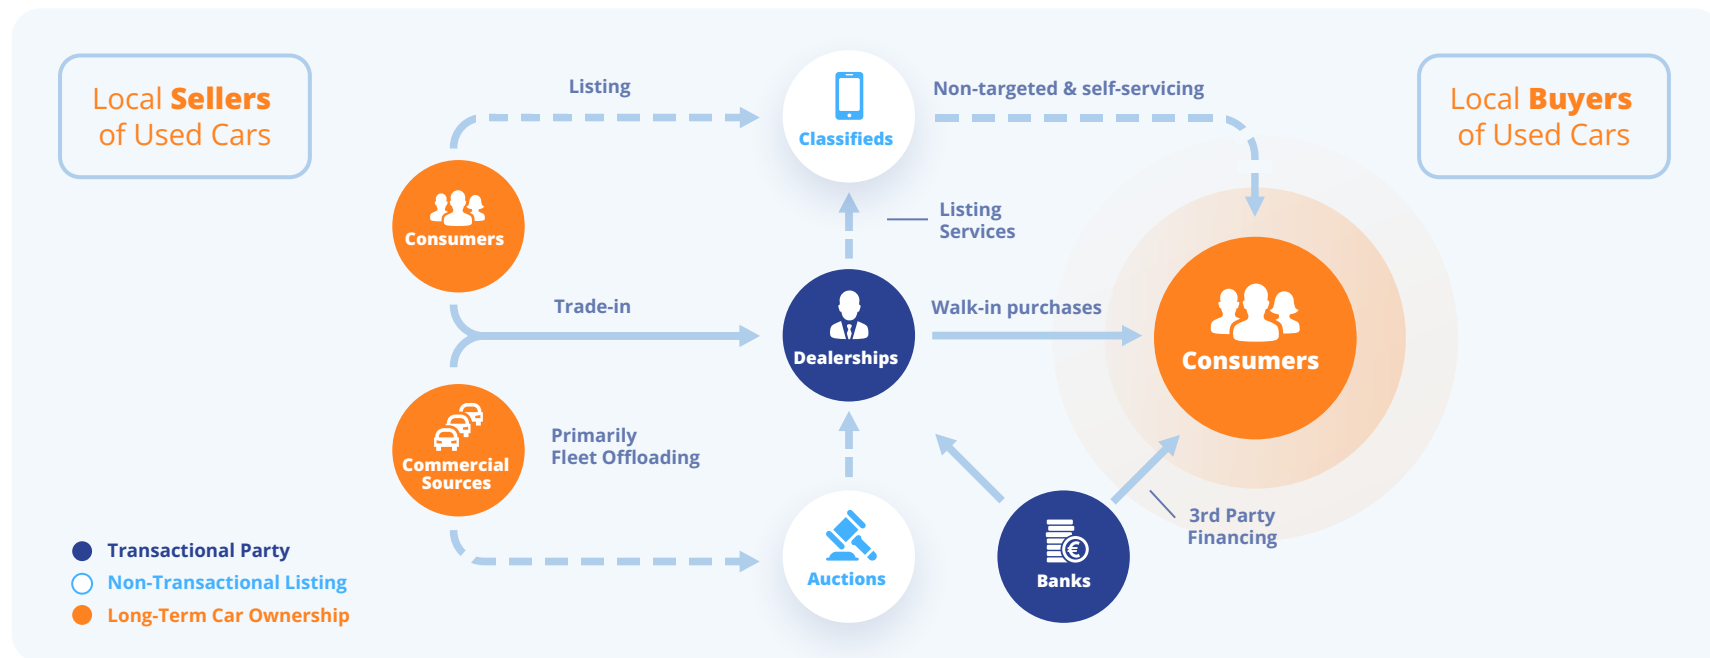 Local Sellers
of Used Cars
Listing
Classifieds
Non-targeted & self-servicing
Local Buyers
of Used Cars
Consumers
Listing
Services
Trade-in
Dealerships
Walk-in purchases
Consumers
Commercial
Sources
Primarily
Fleet Offloading
Auctions
€
Banks
3rd Party
Financing
Transactional Party
Non-Transactional Listing
Long-Term Car Ownership